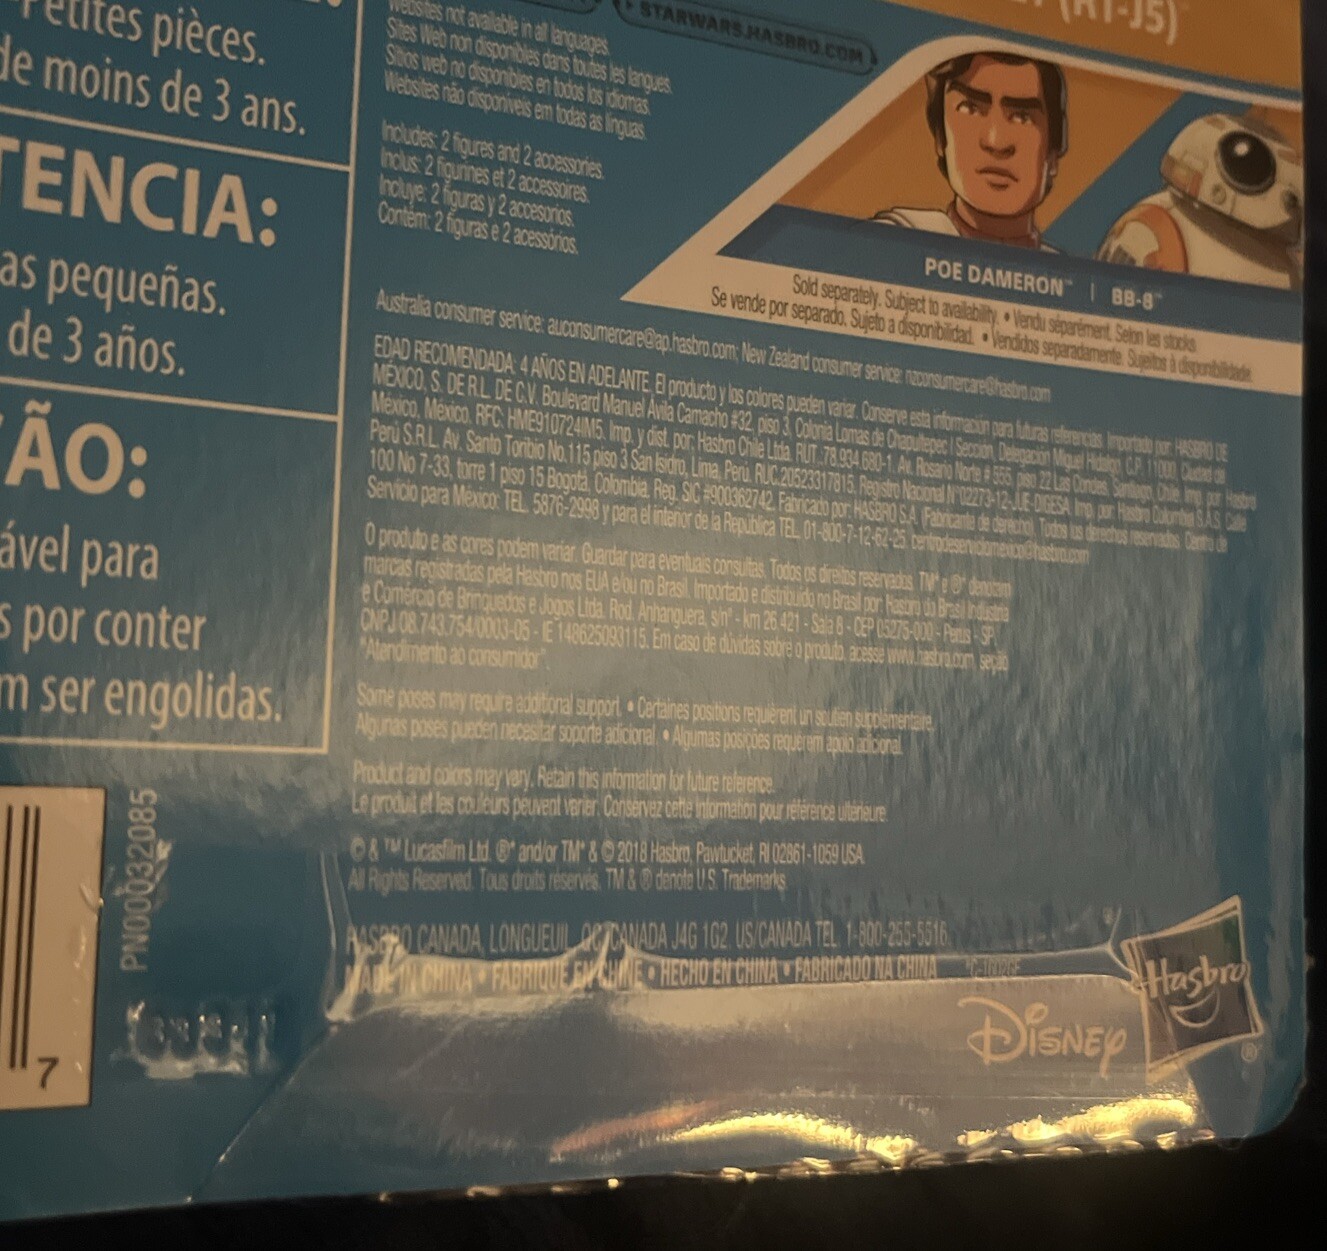 Petites pièces.
de moins de 3 ans.
TENCIA:
as pequeñas.
de 3 años.
ÃO:
ável para
s por conter
m ser engolidas.
7
PN00032085
(R1-J5)
STARWARS.HASBRO.COM
Websites not available in all languages.
Sites Web non disponibles dans toutes les langues.
Sitios web no disponibles en todos los idiomas.
Websites não disponíveis em todas as línguas.
Includes: 2 figures and 2 accessories.
Inclus: 2 figurines et 2 accessoires.
Incluye: 2 figuras y 2 accesorios.
Contém: 2 figuras e 2 acessórios.
POE DAMERON™ | BB-8™
Sold separately. Subject to availability. • Vendu séparément. Selon les stocks
Se vende por separado. Sujeto a disponibilidad. • Vendidos separadamente. Sujeitos à disponibilidade.
Australia consumer service: auconsumercare@ap.hasbro.com; New Zealand consumer service: nzconsumercare@hasbro.com
EDAD RECOMENDADA: 4 AÑOS EN ADELANTE. El producto y los colores pueden variar. Conserve esta información para futuras referencias. Importado por: HASBRO DE
MÉXICO, S. DE R.L. DE C.V. Boulevard Manuel Ávila Camacho #32, piso 3, Colonia Lomas de Chapultepec I Sección, Delegación Miguel Hidalgo, C.P. 11000, Ciudad de
México, México. RFC: HME910724IM5. Imp. y dist. por: Hasbro Chile Ltda. RUT. 78.934.680-1. Av. Rosario Norte # 555, piso 22 Las Condes, Santiago, Chile. Imp. por Hasbro
Perú S.R.L. Av. Santo Toribio No. 115 piso 3 San Isidro, Lima, Perú. RUC 20523317815. Registro Nacional N°02273-12-JUE-DIGESA. Imp. por Hasbro Columbia S.A.S. Calle
100 No 7-33, torre 1 piso 15 Bogotá, Colombia. Reg. SIC #900362742. Fabricado por: HASBRO S.A. (Fabricante de derecho). Todos los derechos reservados. Centro de
Servicio para México: TEL. 5876-2998 y para el interior de la República TEL. 01-800-7-12-62-25. centrodeserviciomexico@hasbro.com
O produto e as cores podem variar. Guardar para eventuais consultas. Todos os direitos reservados. TM* e ®* denotam
marcas registradas pela Hasbro nos EUA e/ou no Brasil. Importado e distribuído no Brasil por: Hasbro do Brasil Indústria
e Comércio de Brinquedos e Jogos Ltda. Rod. Anhanguera, s/n° - km 26.421 - Sala 8 - CEP 05275-000 - Perus - SP.
CNPJ 08.743.754/0003-05 - IE 148625093115. Em caso de dúvidas sobre o produto, acesse www.hasbro.com, seção
"Atendimento ao consumidor".
Some poses may require additional support. • Certaines positions requièrent un soutien supplémentaire.
Algunas poses pueden necesitar soporte adicional. • Algumas posições requerem apoio adicional.
Product and colors may vary. Retain this information for future reference.
Le produit et les couleurs peuvent varier. Conservez cette information pour référence ultérieure.
© & ™ Lucasfilm Ltd. ®* and/or TM* & © 2018 Hasbro, Pawtucket, RI 02861-1059 USA.
All Rights Reserved. Tous droits réservés. TM & ® denote U.S. Trademarks.
HASBRO CANADA, LONGUEUIL, QC CANADA J4G 1G2. US/CANADA TEL. 1-800-255-5516.
MADE IN CHINA • FABRIQUÉ EN CHINE • HECHO EN CHINA • FABRICADO NA CHINA
DISNEY
Hasbro
®